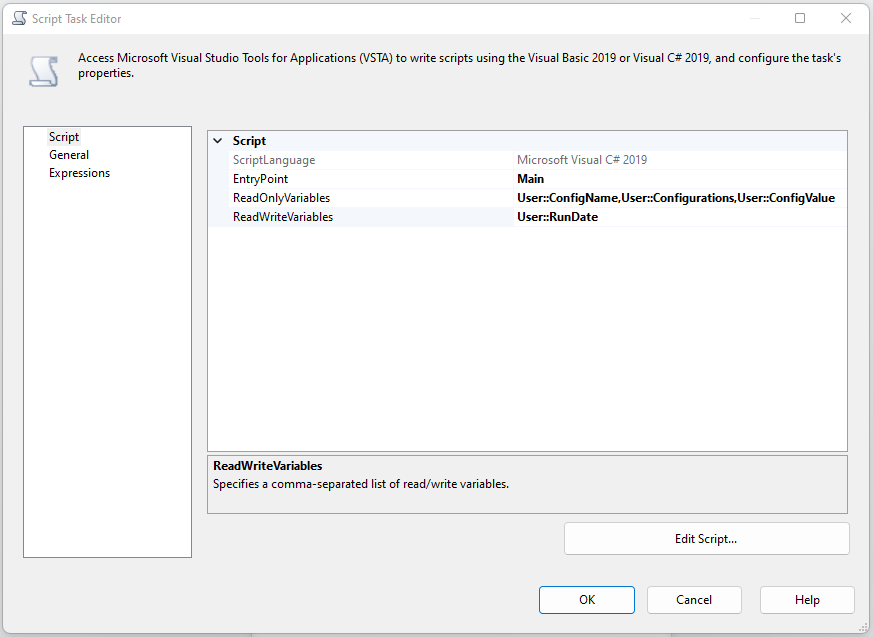 Script Task Editor
Access Microsoft Visual Studio Tools for Applications (VSTA) to write scripts using the Visual Basic 2019 or Visual C# 2019, and configure the task's
properties.
Script
General
Expressions
Script
ScriptLanguage Microsoft Visual C# 2019
EntryPoint Main
ReadOnlyVariables User::ConfigName,User::Configurations,User::ConfigValue
ReadWriteVariables User::RunDate
ReadWriteVariables
Specifies a comma-separated list of read/write variables.
Edit Script...
OK Cancel Help